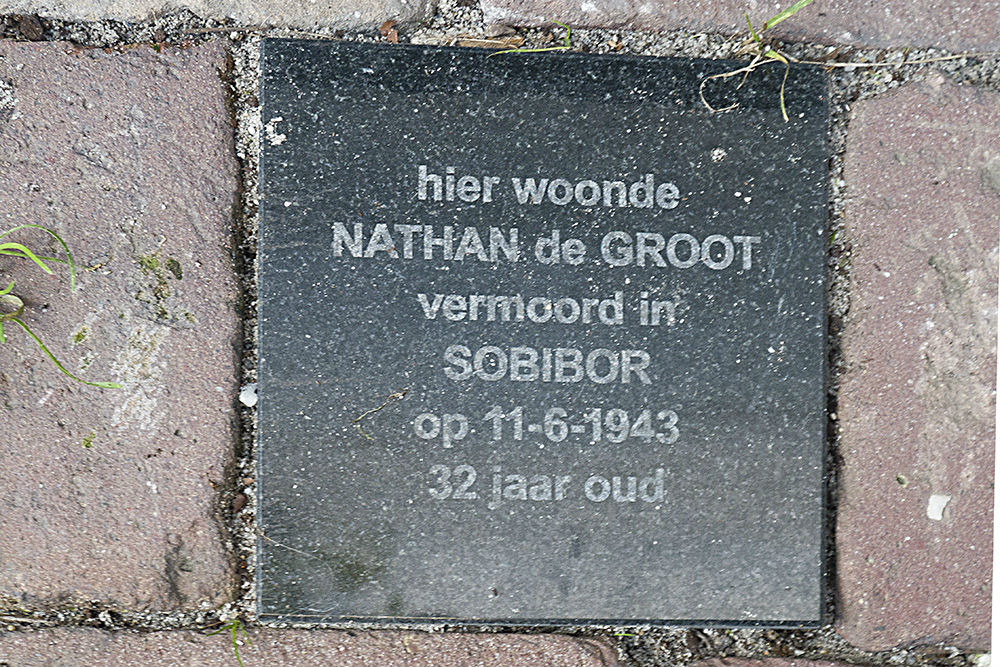 hier woonde
NATHAN de GROOT
vermoord in
SOBIBOR
op 11-6-1943
32 jaar oud